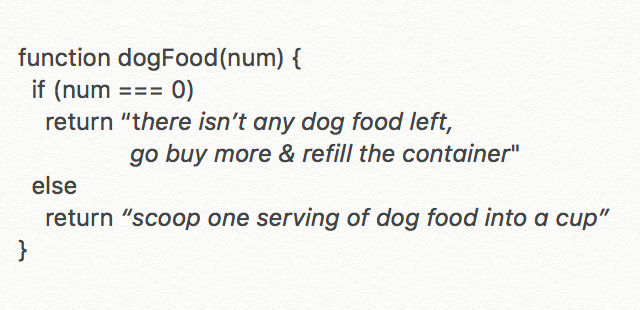 function dogFood(num) {
if (num === 0)
return “there isn’t any dog food left,
go buy more & refill the container"
else
return “scoop one serving of dog food into a cup”
}